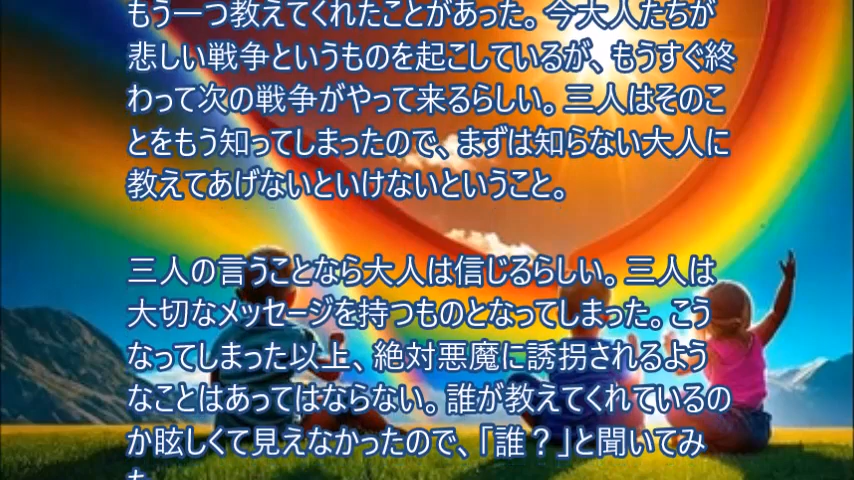 もう一つ教えてくれたことがあった。今大人たちが
悲しい戦争というものを起こしているが、もうすぐ終
わって次の戦争がやって来るらしい。三人はそのこ
とをもう知ってしまったので、まずは知らない大人に
教えてあげないといけないということ。
三人の言うことなら大人は信じるらしい。三人は
大切なメッセージを持つものとなってしまった。こう
なってしまった以上、絶対悪魔に誘拐されるよう
なことはあってはならない。誰が教えてくれているの
か眩しくて見えなかったので、「誰？」と聞いてみ